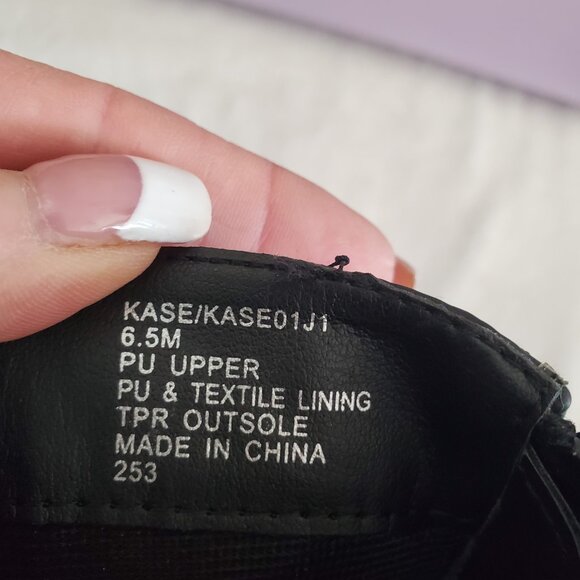 KASE/KASE01J1
6.5M
PU UPPER
PU & TEXTILE LINING
TPR OUTSOLE
MADE IN CHINA
253